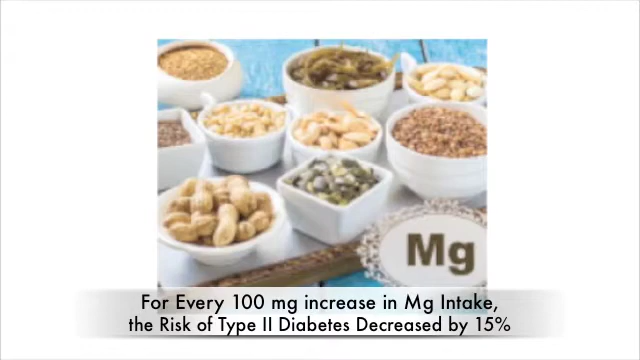 Mg
For Every 100 mg increase in Mg Intake,
the Risk of Type II Diabetes Decreased by 15%